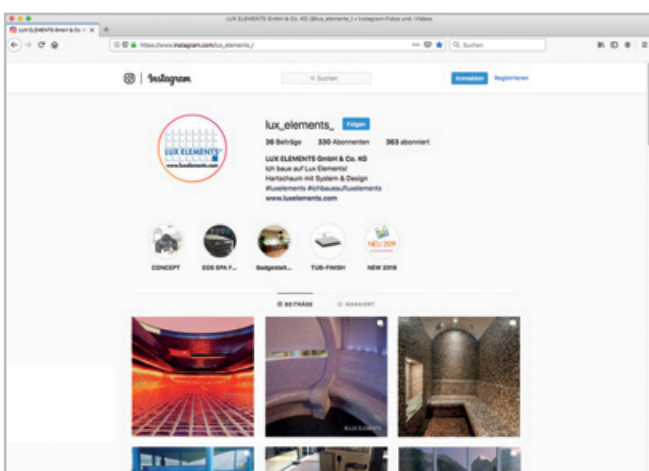 LUX ELEMENTS GmbH & Co. KG (@lux_elements_) • Instagram-Fotos und -Videos
LUX ELEMENTS GmbH & Co. KG
https://www.instagram.com/lux_elements_/
Suchen
Instagram
Suchen
Anmelden
Registrieren
LUX ELEMENTS
www.luxelements.com
lux_elements_
Folgen
36 Beiträge 330 Abonnenten 363 abonniert
LUX ELEMENTS GmbH & Co. KG
Ich baue auf Lux Elements!
Hartschaum mit System & Design
#luxelements #ichbaueaufluxelements
www.luxelements.com
NEU 2019
CONCEPT
EOS SPA F...
Badgestalt...
TUB-FINISH
NEW 2019
BEITRÄGE
MARKIERT
© LUX ELEMENTS